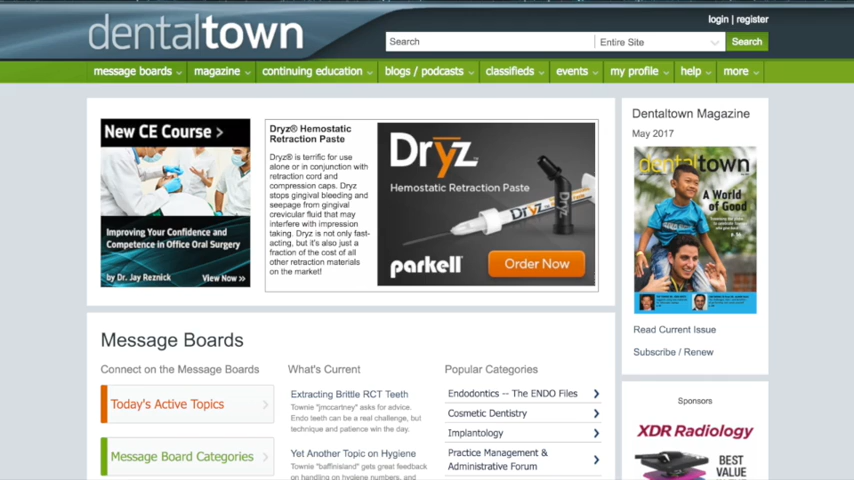 dentaltown
login | register
Search
Entire Site
Search
message boards
magazine
continuing education
blogs / podcasts
classifieds
events
my profile
help
more
New CE Course >
Improving Your Confidence and
Competence in Office Oral Surgery
by Dr. Jay Reznick
View Now >>
Dryz® Hemostatic
Retraction Paste
Dryz® is terrific for use
alone or in conjunction with
retraction cord and
compression caps. Dryz
stops gingival bleeding and
seepage from gingival
crevicular fluid that may
interfere with impression
taking. Dryz is not only fast-
acting, but it's also just a
fraction of the cost of all
other retraction materials
on the market!
Dryz™
Hemostatic Retraction Paste
Dryz
Dryz
parkell
Order Now
Dentaltown Magazine
May 2017
dentaltown
A World
of Good
Read Current Issue
Subscribe / Renew
Message Boards
Connect on the Message Boards
Today's Active Topics
Message Board Categories
What's Current
Extracting Brittle RCT Teeth
Townie "jmccartney" asks for advice.
Endo teeth can be a real challenge, but
technique and patience win the day.
Yet Another Topic on Hygiene
Townie "baffinisland" gets great feedback
on handling on hygiene numbers, and
Popular Categories
Endodontics -- The ENDO Files
Cosmetic Dentistry
Implantology
Practice Management &
Administrative Forum
Sponsors
XDR Radiology
BEST
VALUE